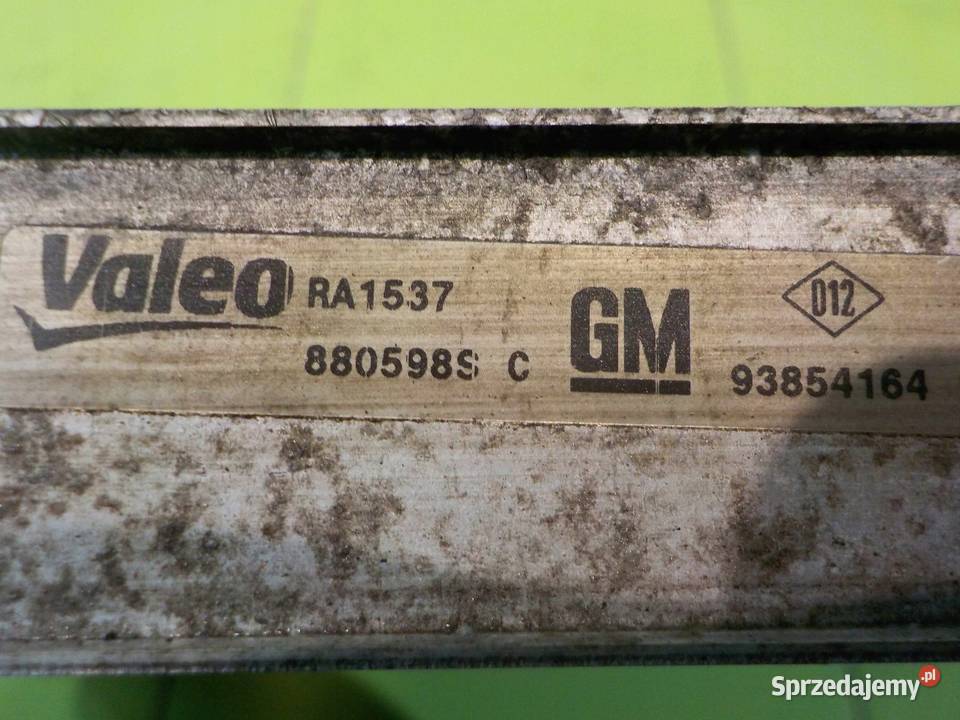 Valeo RA1537
880598S C
GM
012
93854164
Sprzedajemy.pl